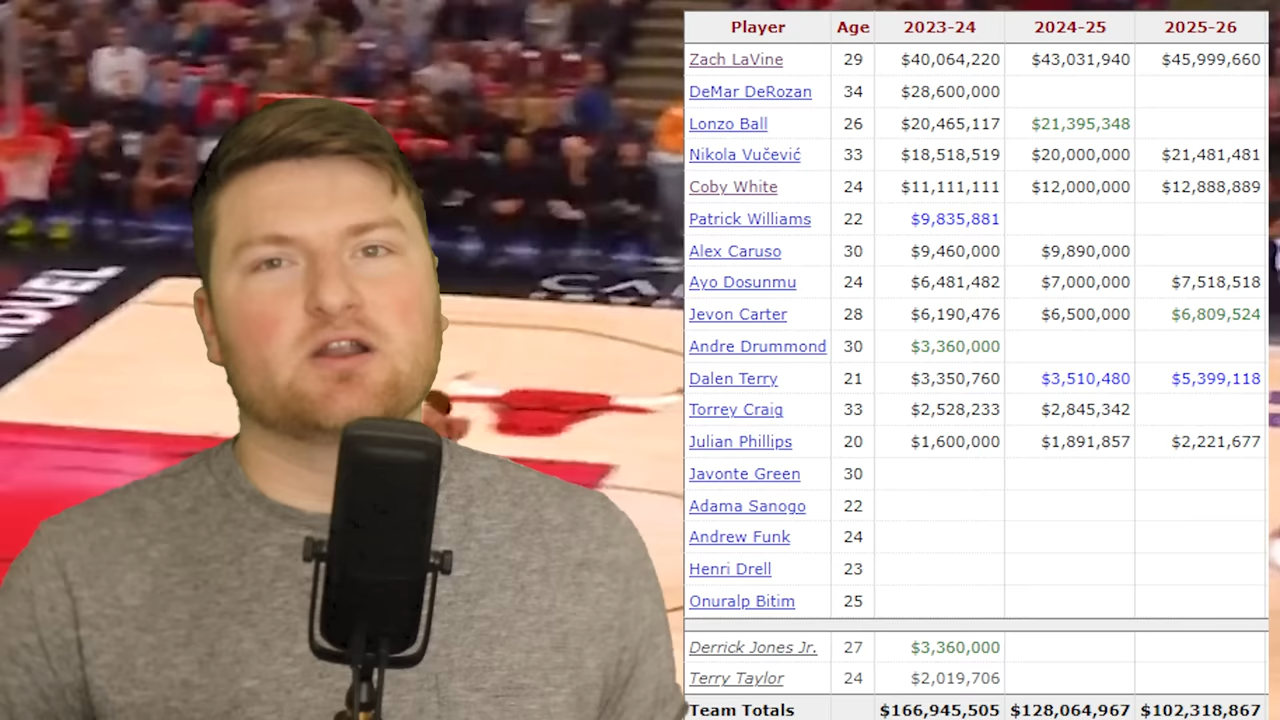 Player Age 2023-24 2024-25 2025-26
Zach LaVine 29 $40,064,220 $43,031,940 $45,999,660
DeMar DeRozan 34 $28,600,000
Lonzo Ball 26 $20,465,117 $21,395,348
Nikola Vučević 33 $18,518,519 $20,000,000 $21,481,481
Coby White 24 $11,111,111 $12,000,000 $12,888,889
Patrick Williams 22 $9,835,881
Alex Caruso 30 $9,460,000 $9,890,000
Ayo Dosunmu 24 $6,481,482 $7,000,000 $7,518,518
Jevon Carter 28 $6,190,476 $6,500,000 $6,809,524
Andre Drummond 30 $3,360,000
Dalen Terry 21 $3,350,760 $3,510,480 $5,399,118
Torrey Craig 33 $2,528,233 $2,845,342
Julian Phillips 20 $1,600,000 $1,891,857 $2,221,677
Javonte Green 30
Adama Sanogo 22
Andrew Funk 24
Henri Drell 23
Onuralp Bitim 25
Derrick Jones Jr. 27 $3,360,000
Terry Taylor 24 $2,019,706
Team Totals $166,945,505 $128,064,967 $102,318,867